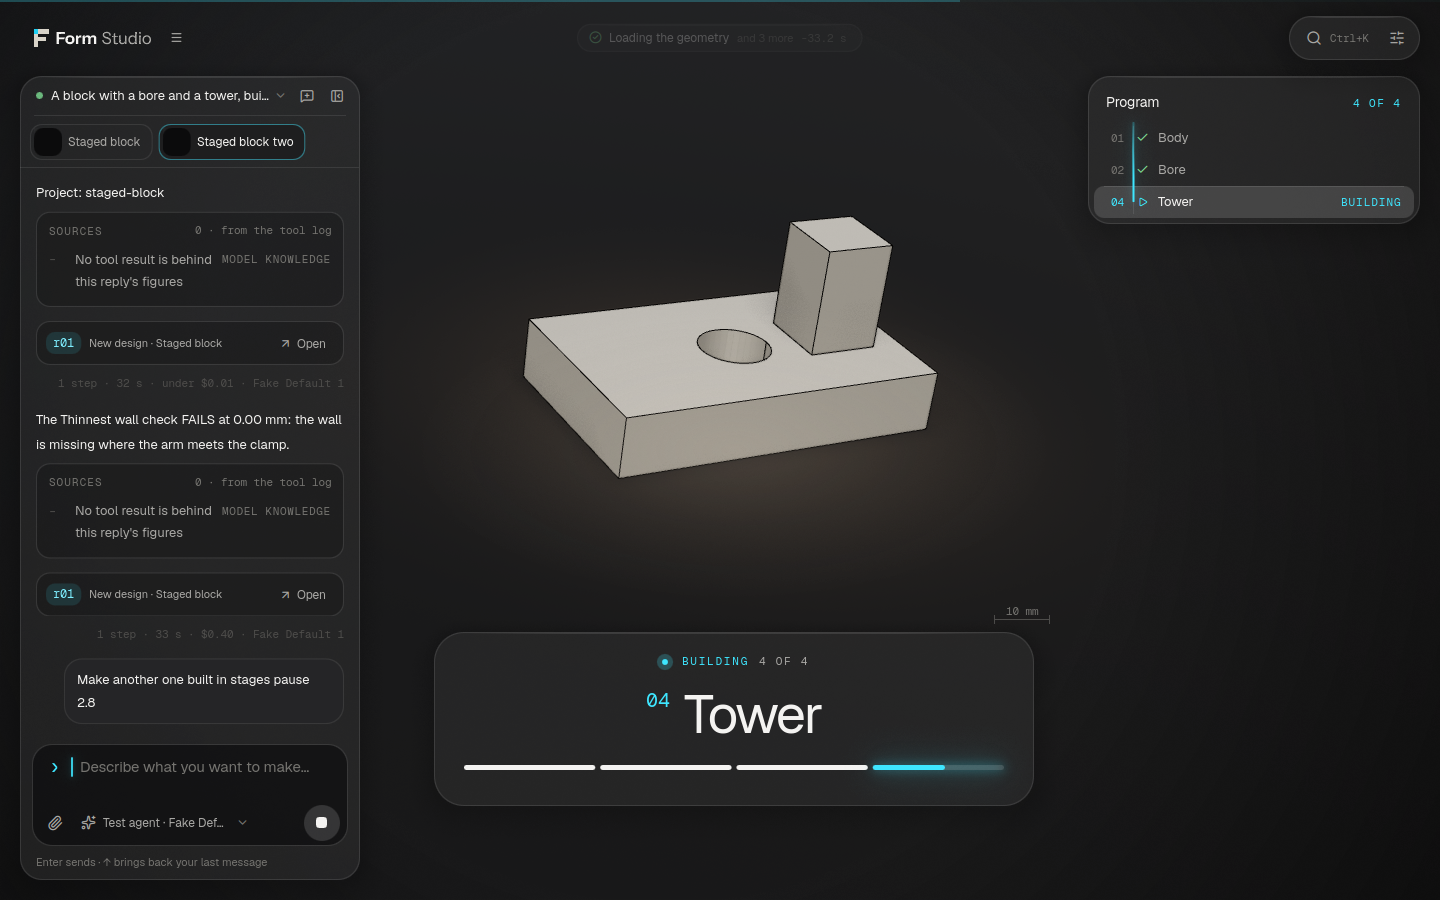 Form Studio
Loading the geometry and 3 more −33.2 s
Ctrl+K
A block with a bore and a tower, bui...
Staged block
Staged block two
Project: staged-block
SOURCES 0 · from the tool log
– No tool result is behind MODEL KNOWLEDGE
this reply's figures
r01 New design · Staged block Open
1 step · 32 s · under $0.01 · Fake Default 1
The Thinnest wall check FAILS at 0.00 mm: the wall
is missing where the arm meets the clamp.
SOURCES 0 · from the tool log
– No tool result is behind MODEL KNOWLEDGE
this reply's figures
r01 New design · Staged block Open
1 step · 33 s · $0.40 · Fake Default 1
Make another one built in stages pause
2.8
Describe what you want to make...
Test agent · Fake Def...
Enter sends · ↑ brings back your last message
10 mm
BUILDING 4 OF 4
04 Tower
Program 4 OF 4
01 Body
02 Bore
04 Tower BUILDING